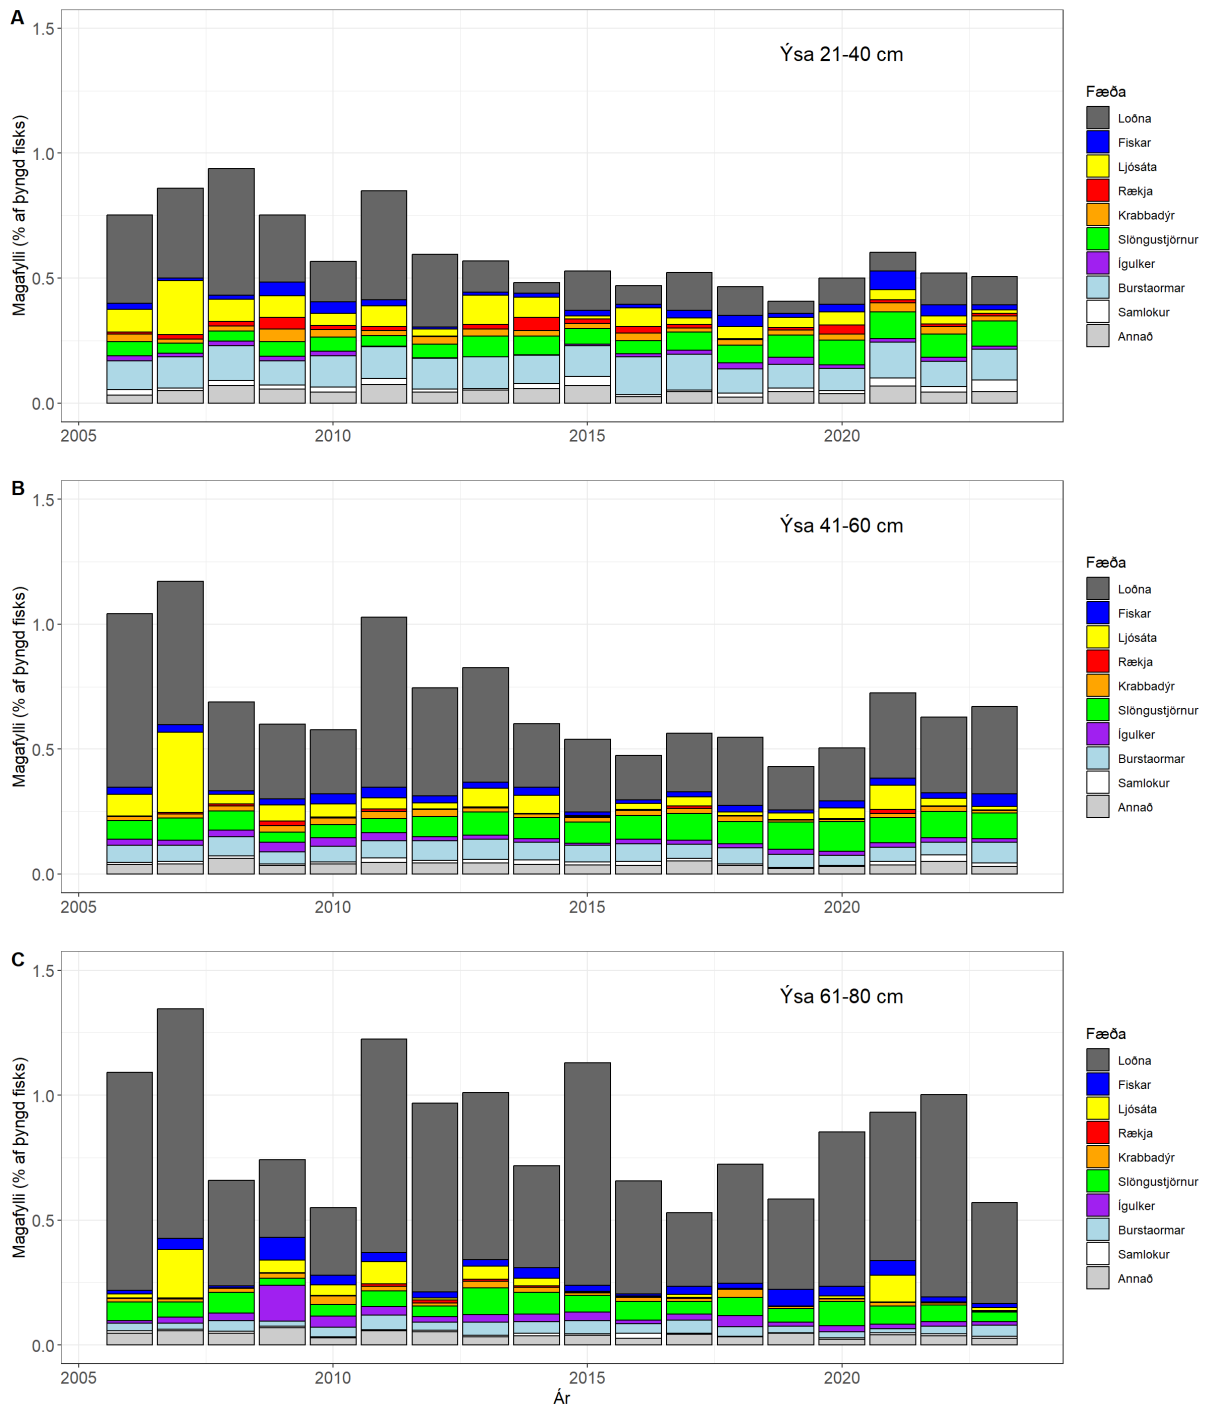 A
Ýsa 21-40 cm
Magafylli (% af þyngd fisks)
1.5
1.0
0.5
0.0
2005 2010 2015 2020
Fæða
Loðna
Fiskar
Ljósáta
Rækja
Krabbadýr
Slöngustjörnur
Ígulker
Burstaormar
Samlokur
Annað
B
Ýsa 41-60 cm
Magafylli (% af þyngd fisks)
1.5
1.0
0.5
0.0
2005 2010 2015 2020
Fæða
Loðna
Fiskar
Ljósáta
Rækja
Krabbadýr
Slöngustjörnur
Ígulker
Burstaormar
Samlokur
Annað
C
Ýsa 61-80 cm
Magafylli (% af þyngd fisks)
1.5
1.0
0.5
0.0
2005 2010 2015 2020
Ár
Fæða
Loðna
Fiskar
Ljósáta
Rækja
Krabbadýr
Slöngustjörnur
Ígulker
Burstaormar
Samlokur
Annað